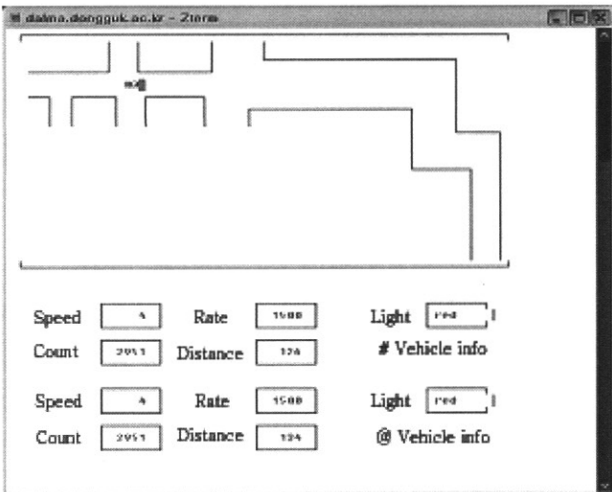 dalma.dongguk.ac.kr - Zterm
Speed 4 Rate 1500 Light red
Count 2951 Distance 124 # Vehicle info
Speed 4 Rate 1500 Light red
Count 2951 Distance 124 @ Vehicle info